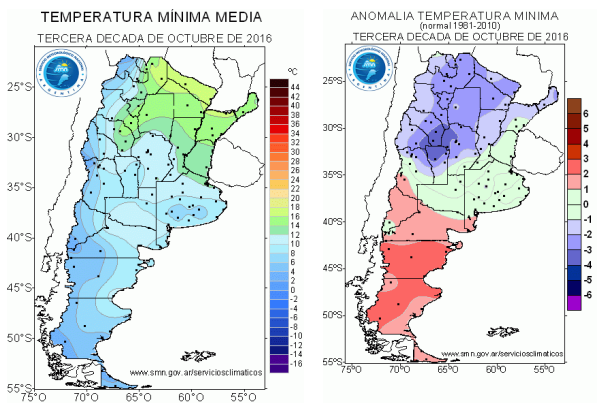 TEMPERATURA MÍNIMA MEDIA
TERCERA DECADA DE OCTUBRE DE 2016
20°S
25°S
30°S
35°S
40°S
45°S
50°S
55°S
75°W
70°W
65°W
60°W
55°W
ºC
44
42
40
38
36
34
32
30
28
26
24
22
20
18
16
14
12
10
8
6
4
2
0
-2
-4
-6
-8
-10
-12
-14
-16
www.smn.gov.ar/serviciosclimaticos
ANOMALIA TEMPERATURA MINIMA
(normal 1981-2010)
TERCERA DECADA DE OCTUBRE DE 2016
20°S
25°S
30°S
35°S
40°S
45°S
50°S
55°S
75°W
70°W
65°W
60°W
55°W
6
5
4
3
2
1
0
-1
-2
-3
-4
-5
-6
www.smn.gov.ar/serviciosclimaticos